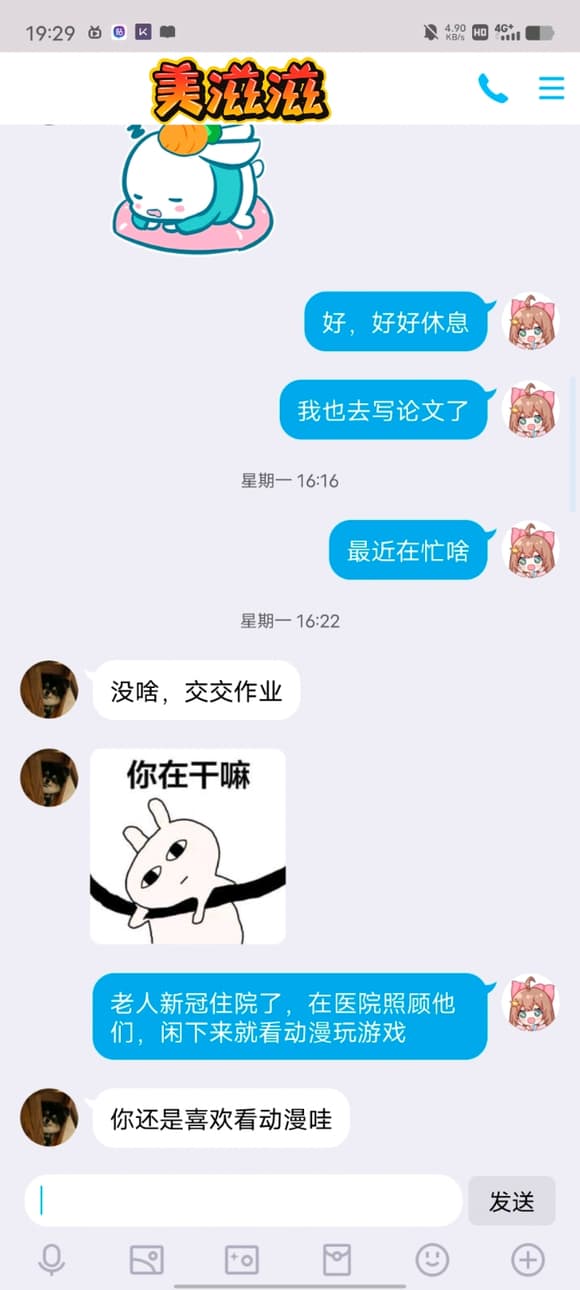 19:29
4.90
KB/s
HD
4G+
美滋滋
好，好好休息
我也去写论文了
星期一 16:16
最近在忙啥
星期一 16:22
没啥，交交作业
你在干嘛
老人新冠住院了，在医院照顾他
们，闲下来就看动漫玩游戏
你还是喜欢看动漫哇
发送